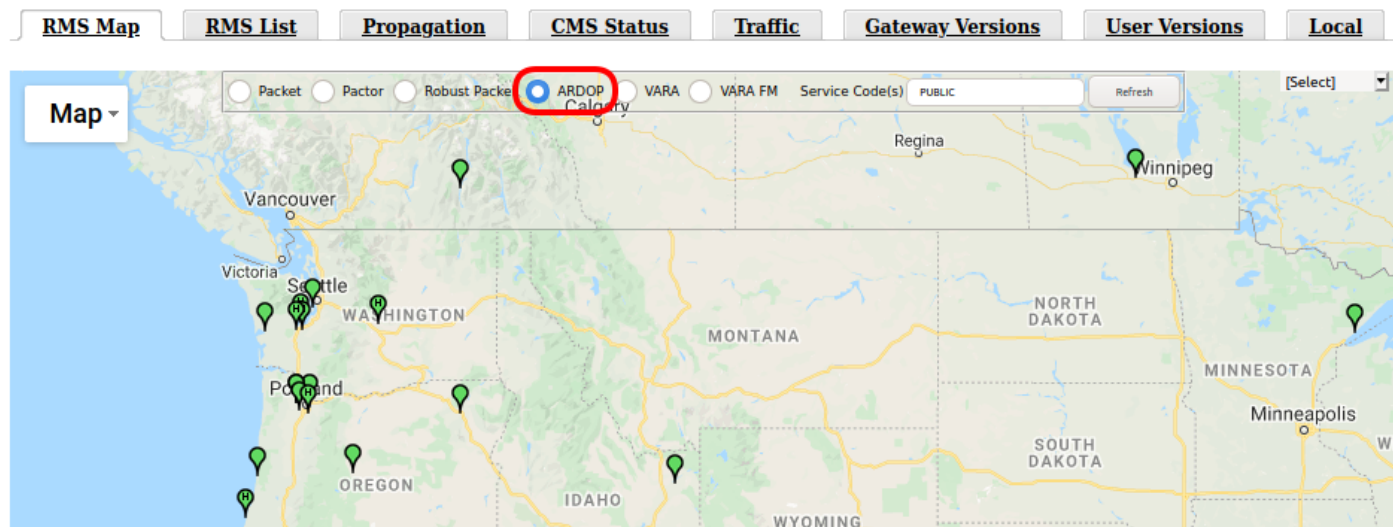 RMS Map RMS List Propagation CMS Status Traffic Gateway Versions User Versions Local
Map
Packet Pactor Robust Packe ARDOP VARA VARA FM Service Code(s) PUBLIC Refresh
[Select]
Calgary
Regina
Winnipeg
Vancouver
Victoria
Seattle
WASHINGTON
NORTH
DAKOTA
MONTANA
MINNESOTA
Portland
Minneapolis
SOUTH
DAKOTA
W
OREGON
IDAHO
WYOMING
H
H
H
H
H